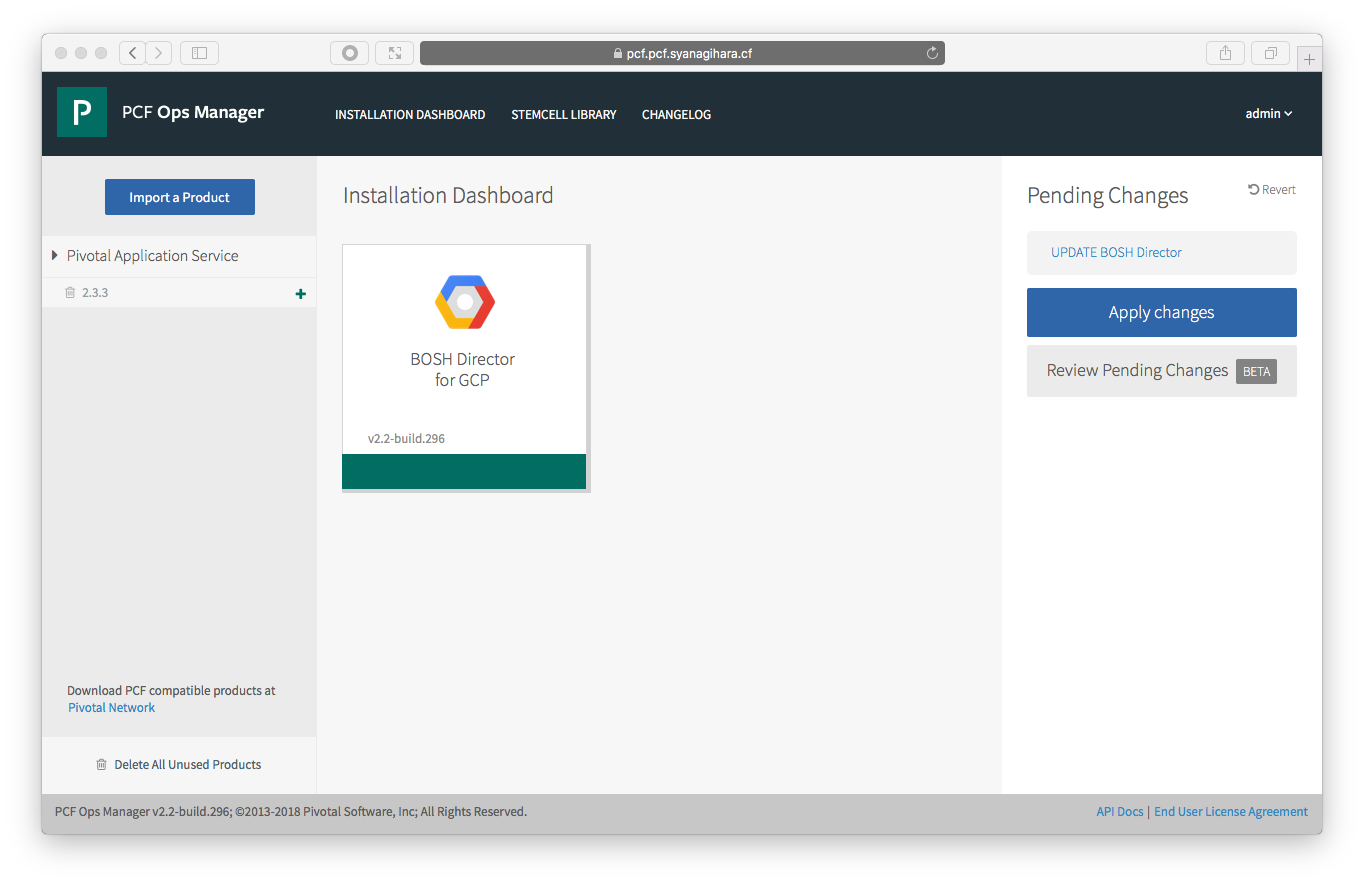 pcf.pcf.syanagihara.cf
P
PCF Ops Manager
INSTALLATION DASHBOARD
STEMCELL LIBRARY
CHANGELOG
admin
Import a Product
Pivotal Application Service
2.3.3
Download PCF compatible products at
Pivotal Network
Delete All Unused Products
Installation Dashboard
BOSH Director
for GCP
v2.2-build.296
Pending Changes
Revert
UPDATE BOSH Director
Apply changes
Review Pending Changes BETA
PCF Ops Manager v2.2-build.296; ©2013-2018 Pivotal Software, Inc; All Rights Reserved.
API Docs | End User License Agreement